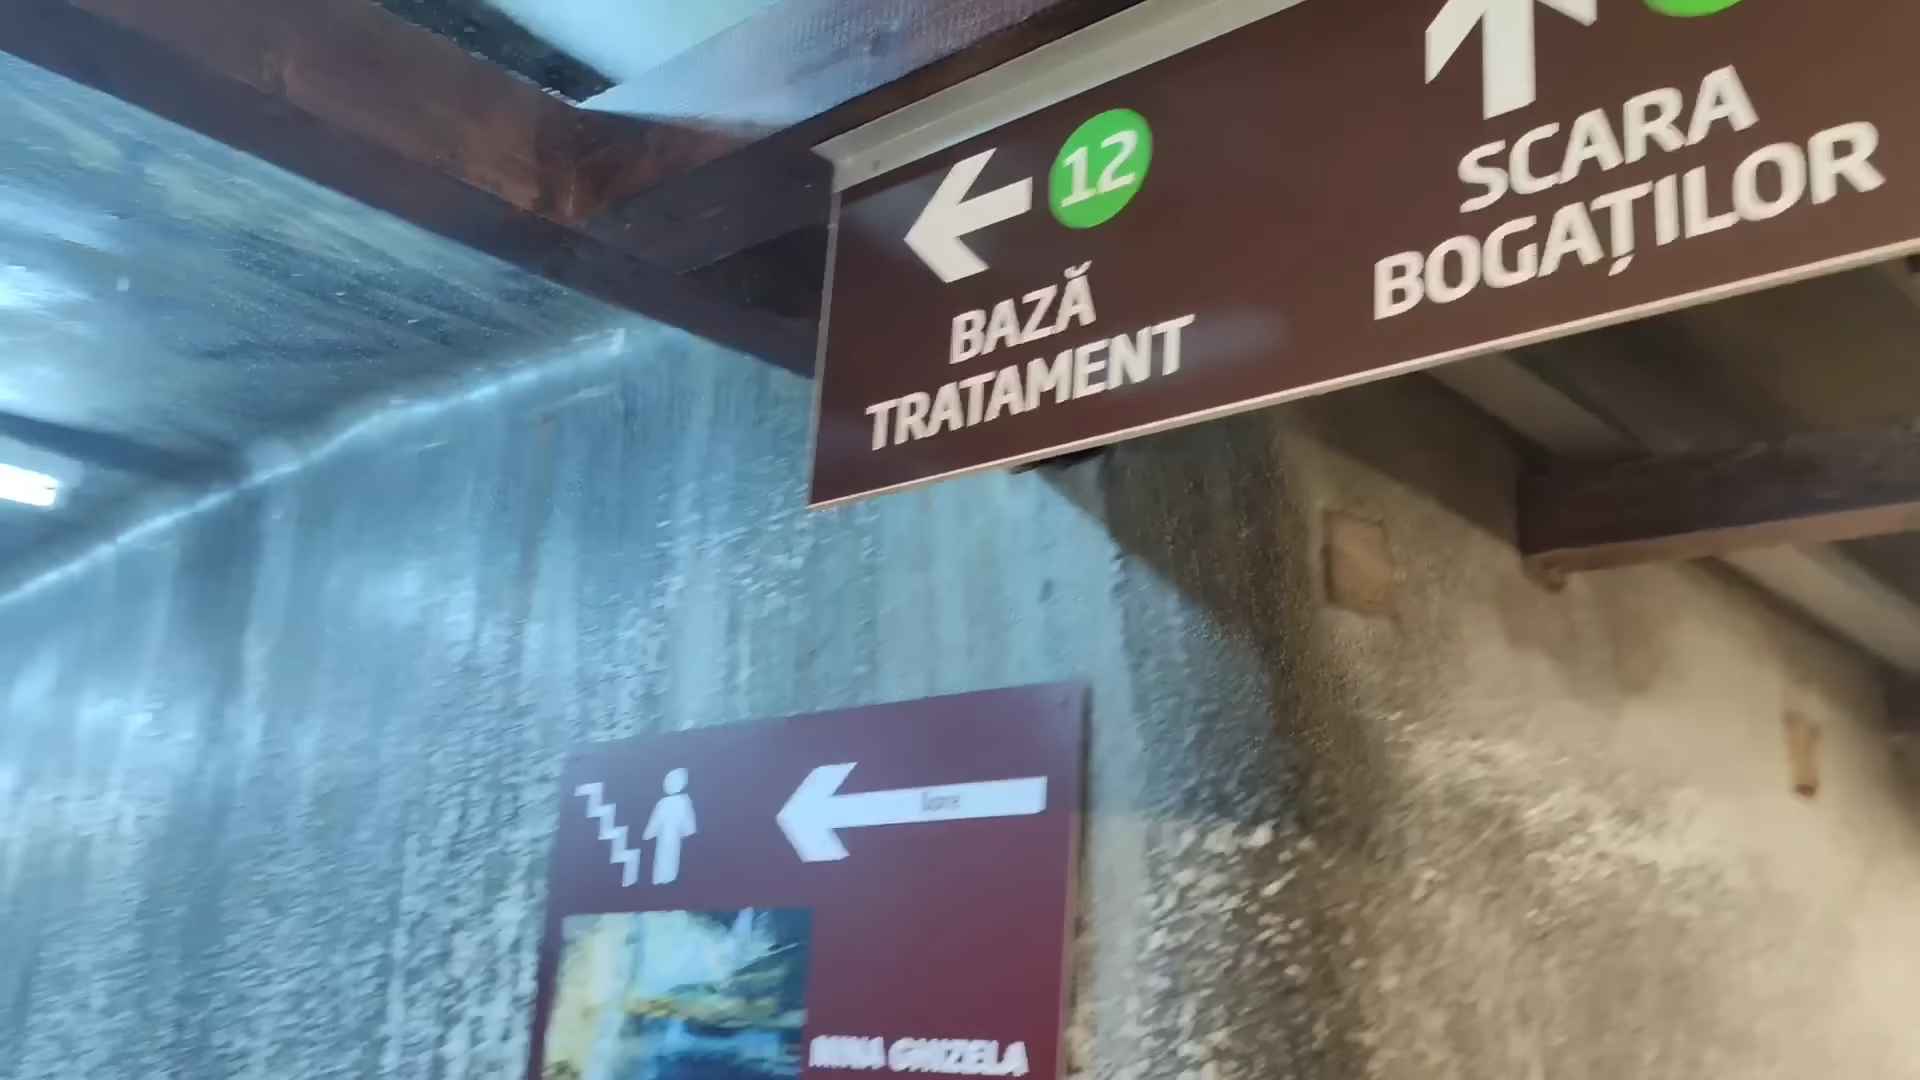 12
BAZĂ
TRATAMENT
SCARA
BOGAȚILOR
MINA GHIZELA